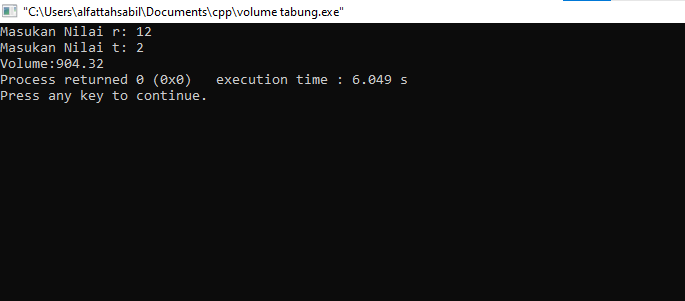 "C:\Users\alfattahsabil\Documents\cpp\volume tabung.exe"
Masukan Nilai r: 12
Masukan Nilai t: 2
Volume:904.32
Process returned 0 (0x0)   execution time : 6.049 s
Press any key to continue.